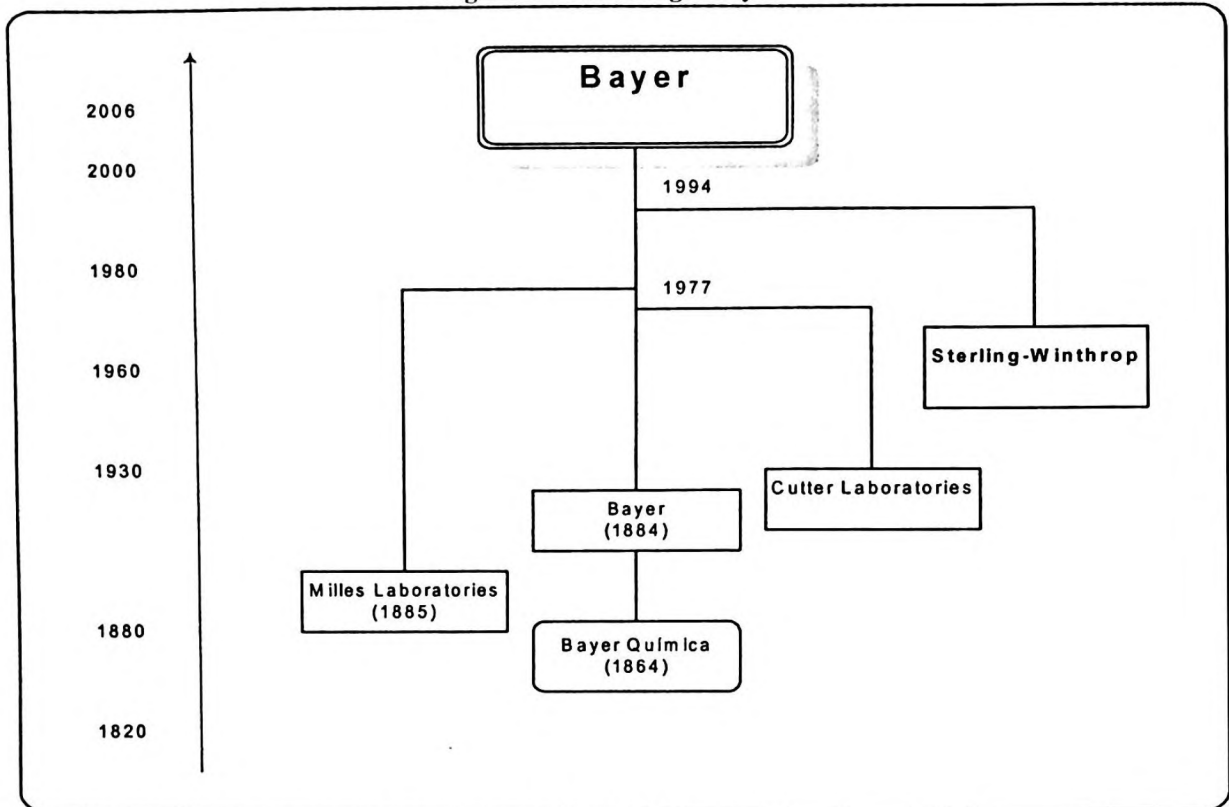 Bayer
2006
2000
1994
1980
1977
Sterling-Winthrop
1960
1930
Cutter Laboratories
Bayer
(1884)
Milles Laboratories
(1885)
1880
Bayer Química
(1864)
1820